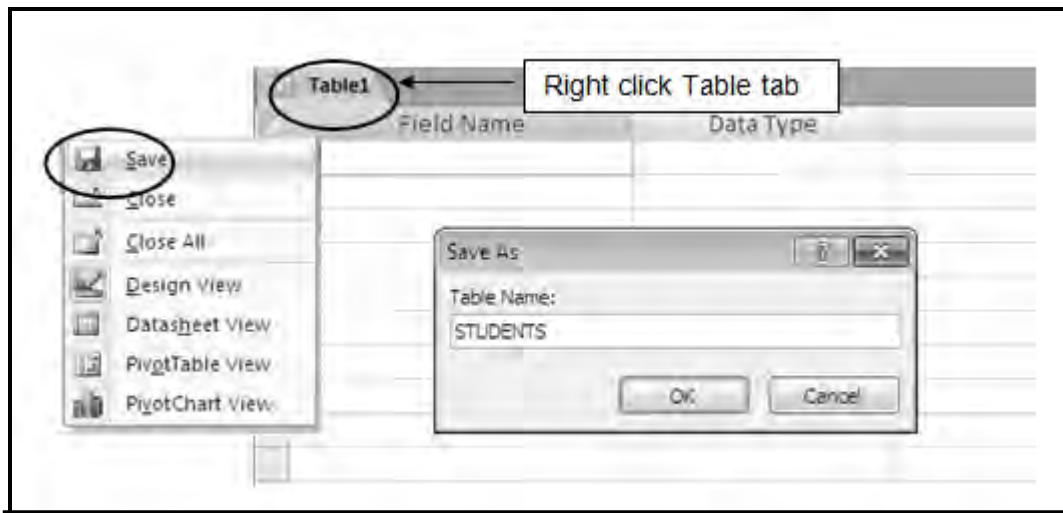 Table1
Right click Table tab
Field Name Data Type
Save
Close
Close All
Design View
Datasheet View
PivotTable View
PivotChart View
Save As
Table Name:
STUDENTS
OK Cancel